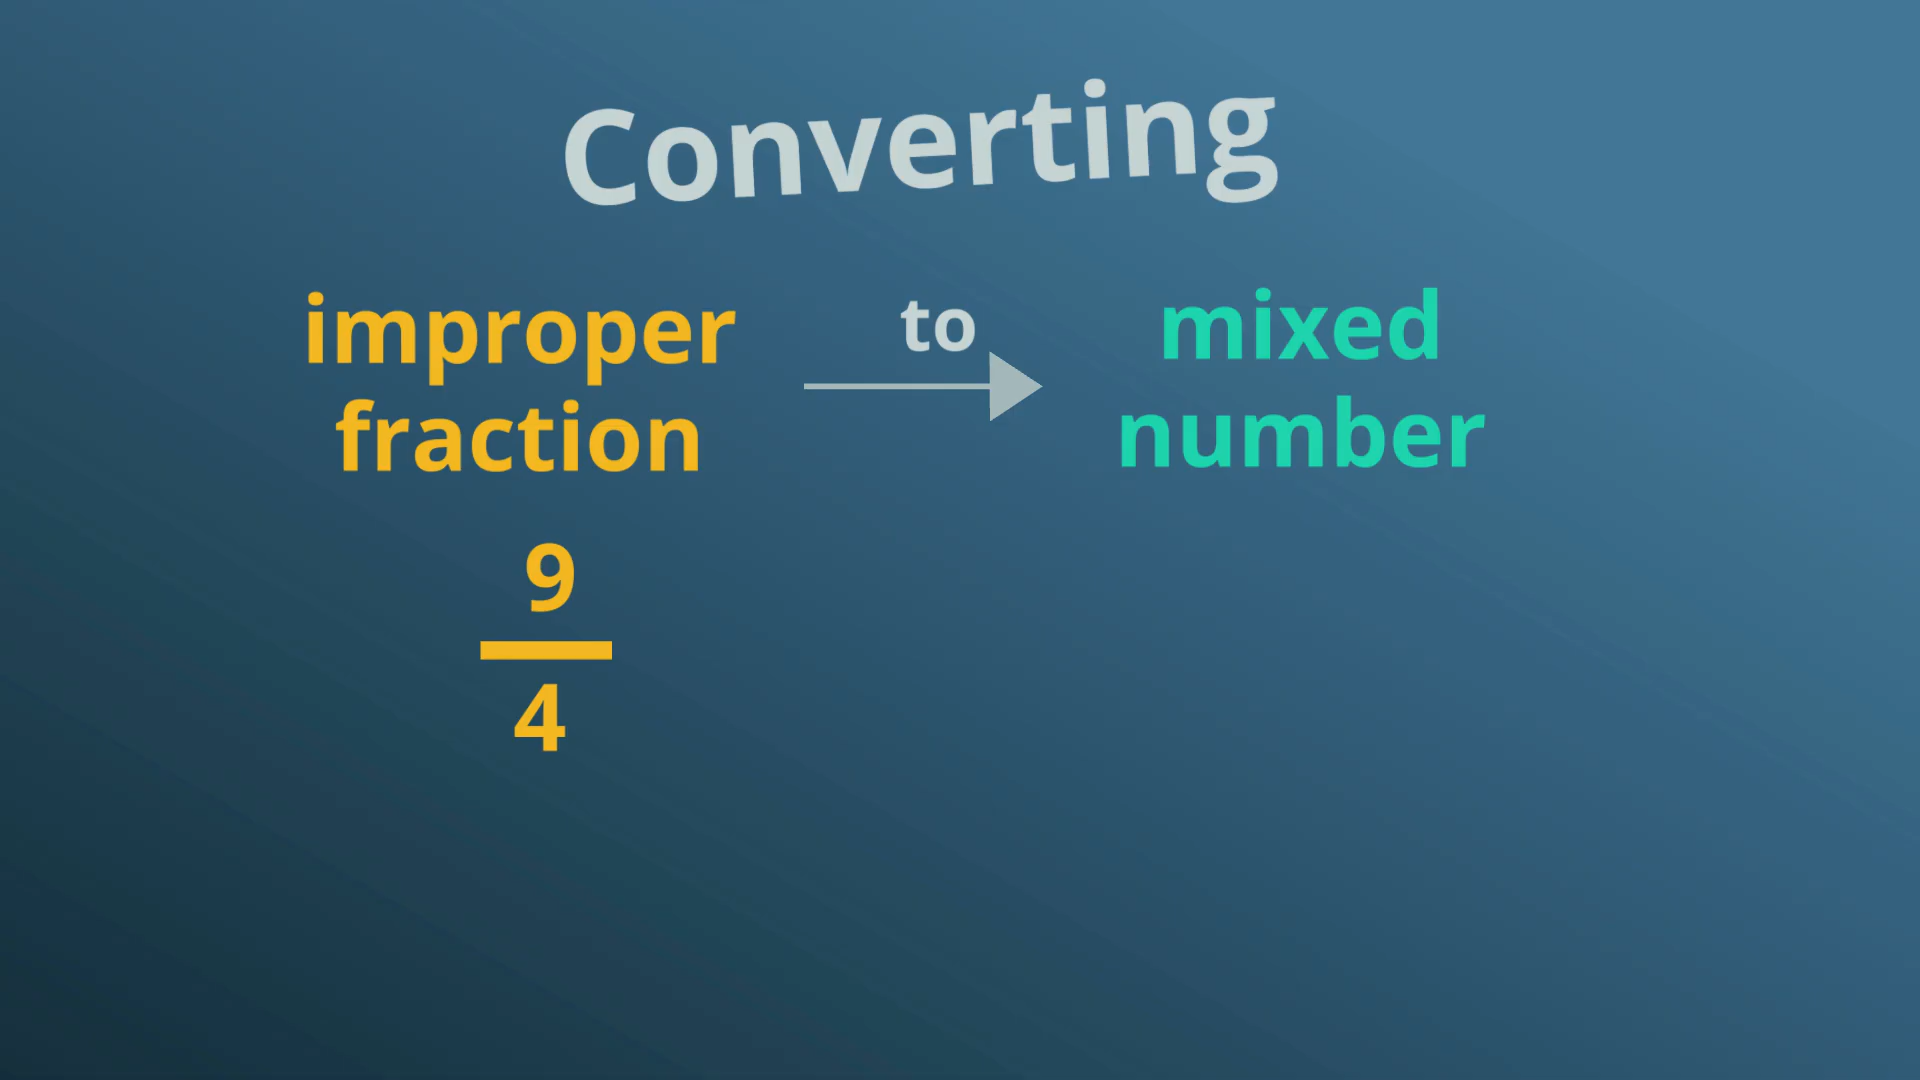 Converting
improper
fraction
to
mixed
number
9
4